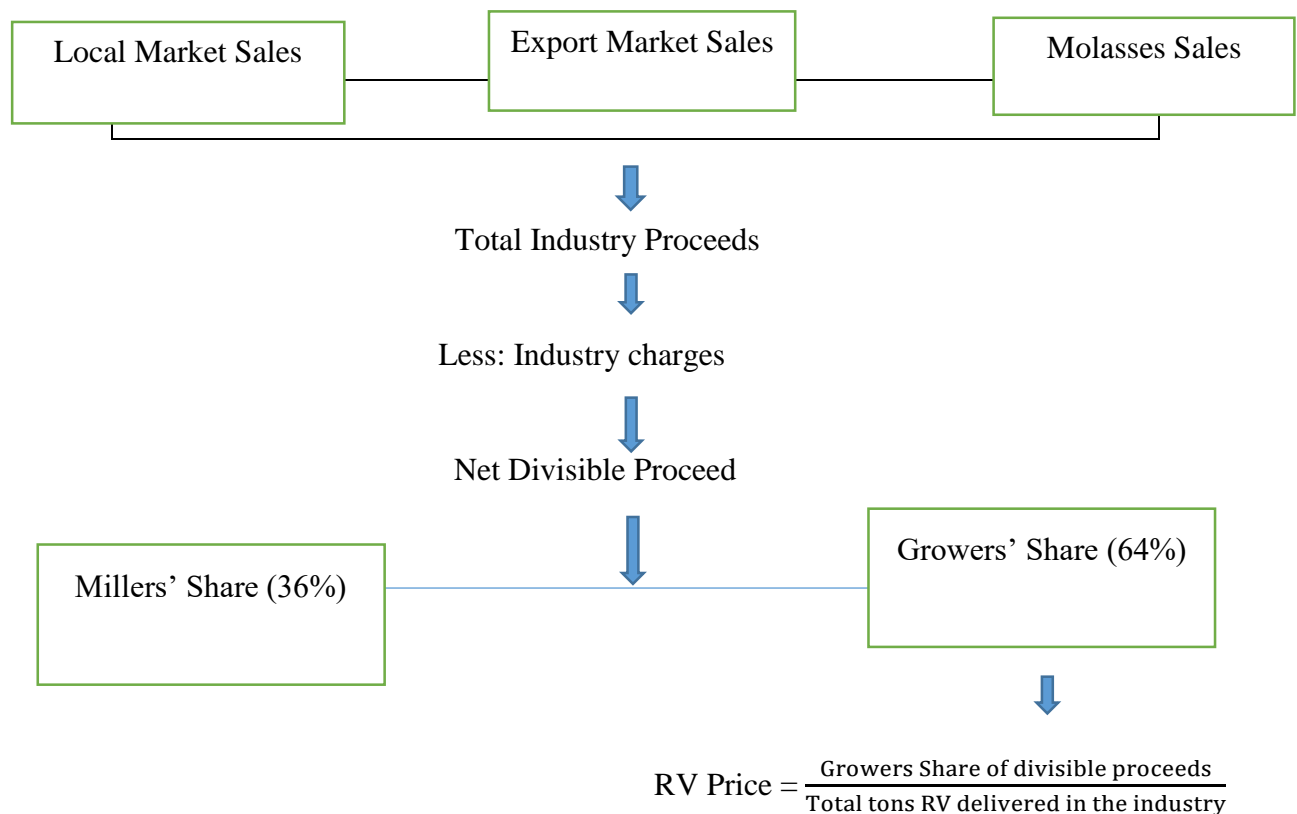 Local Market Sales
Export Market Sales
Molasses Sales
Total Industry Proceeds
Less: Industry charges
Net Divisible Proceed
Millers’ Share (36%)
Growers’ Share (64%)
RV Price = Growers Share of divisible proceeds
Total tons RV delivered in the industry